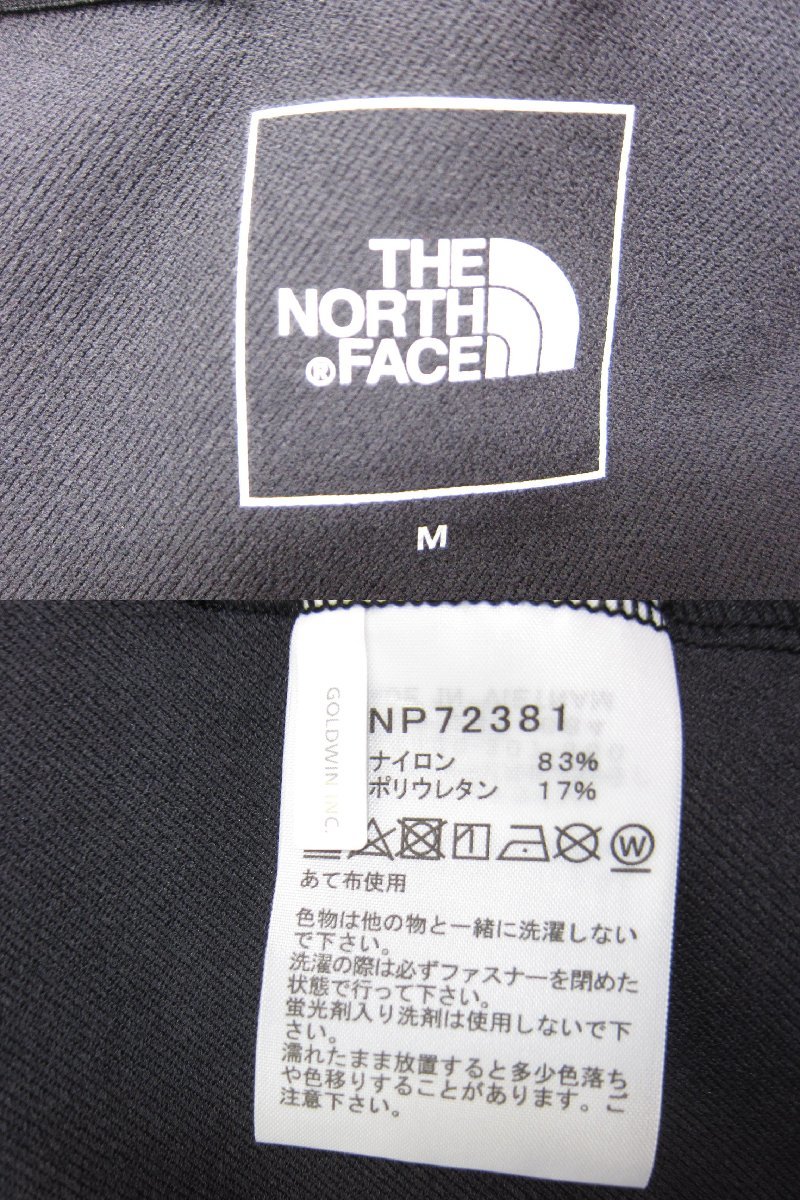 THE
NORTH
®FACE
M
GOLDWIN INC.
NP72381
ナイロン 83%
ポリウレタン 17%
W
あて布使用
色物は他の物と一緒に洗濯しない
で下さい。
洗濯の際は必ずファスナーを閉めた
状態で行って下さい。
蛍光剤入り洗剤は使用しないで下
さい。
濡れたまま放置すると多少色落ち
や色移りすることがあります。ご
注意下さい。